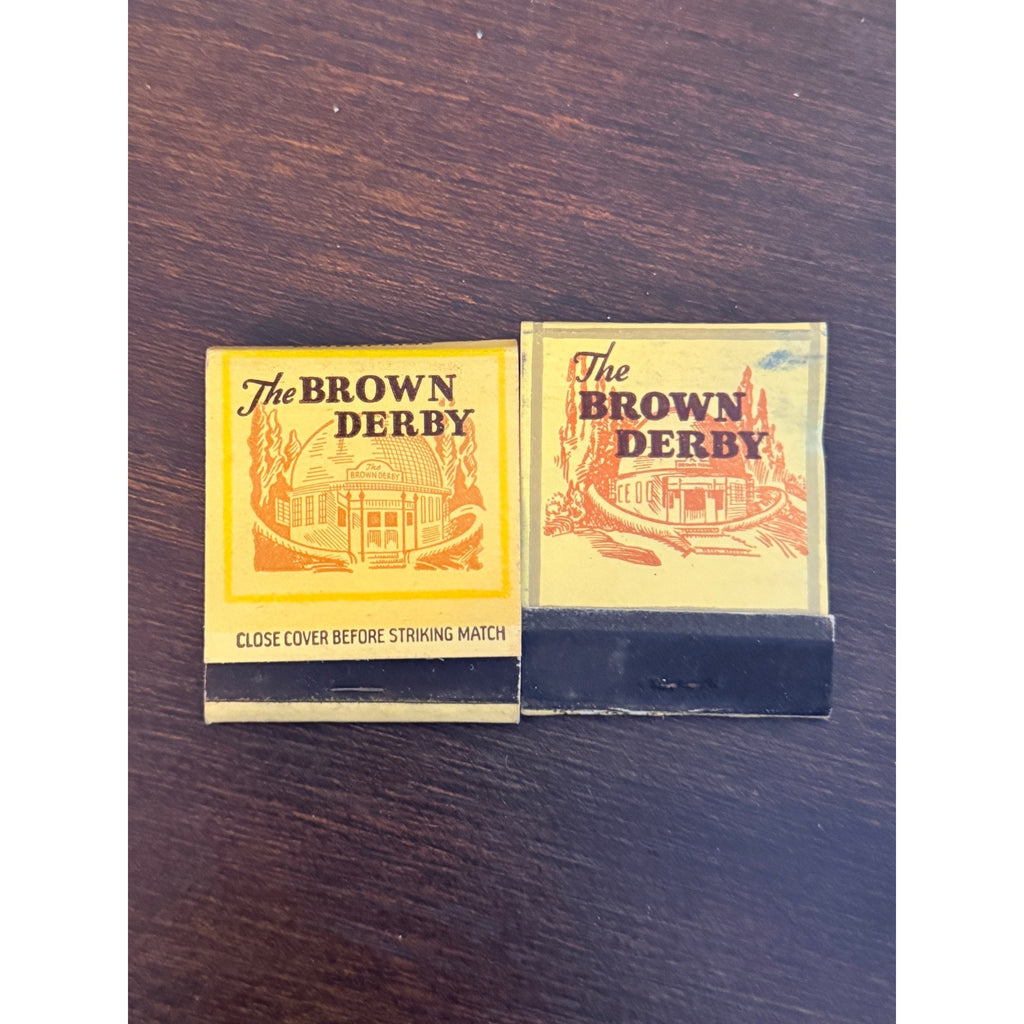 The BROWN
DERBY
The
BROWN DERBY
CLOSE COVER BEFORE STRIKING MATCH
The
BROWN
DERBY